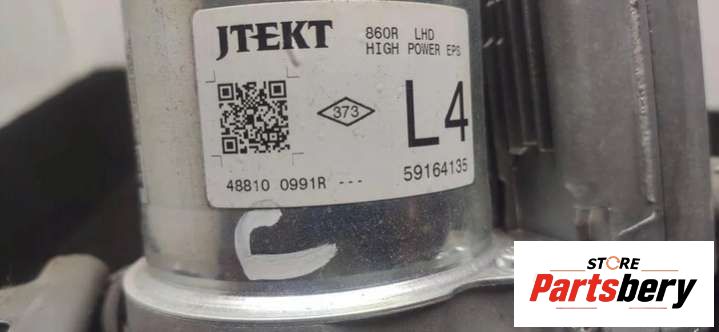 JTEKT
860R LHD
HIGH POWER EPS
373
L4
48810 0991R ---
59164135
STORE
Partsbery